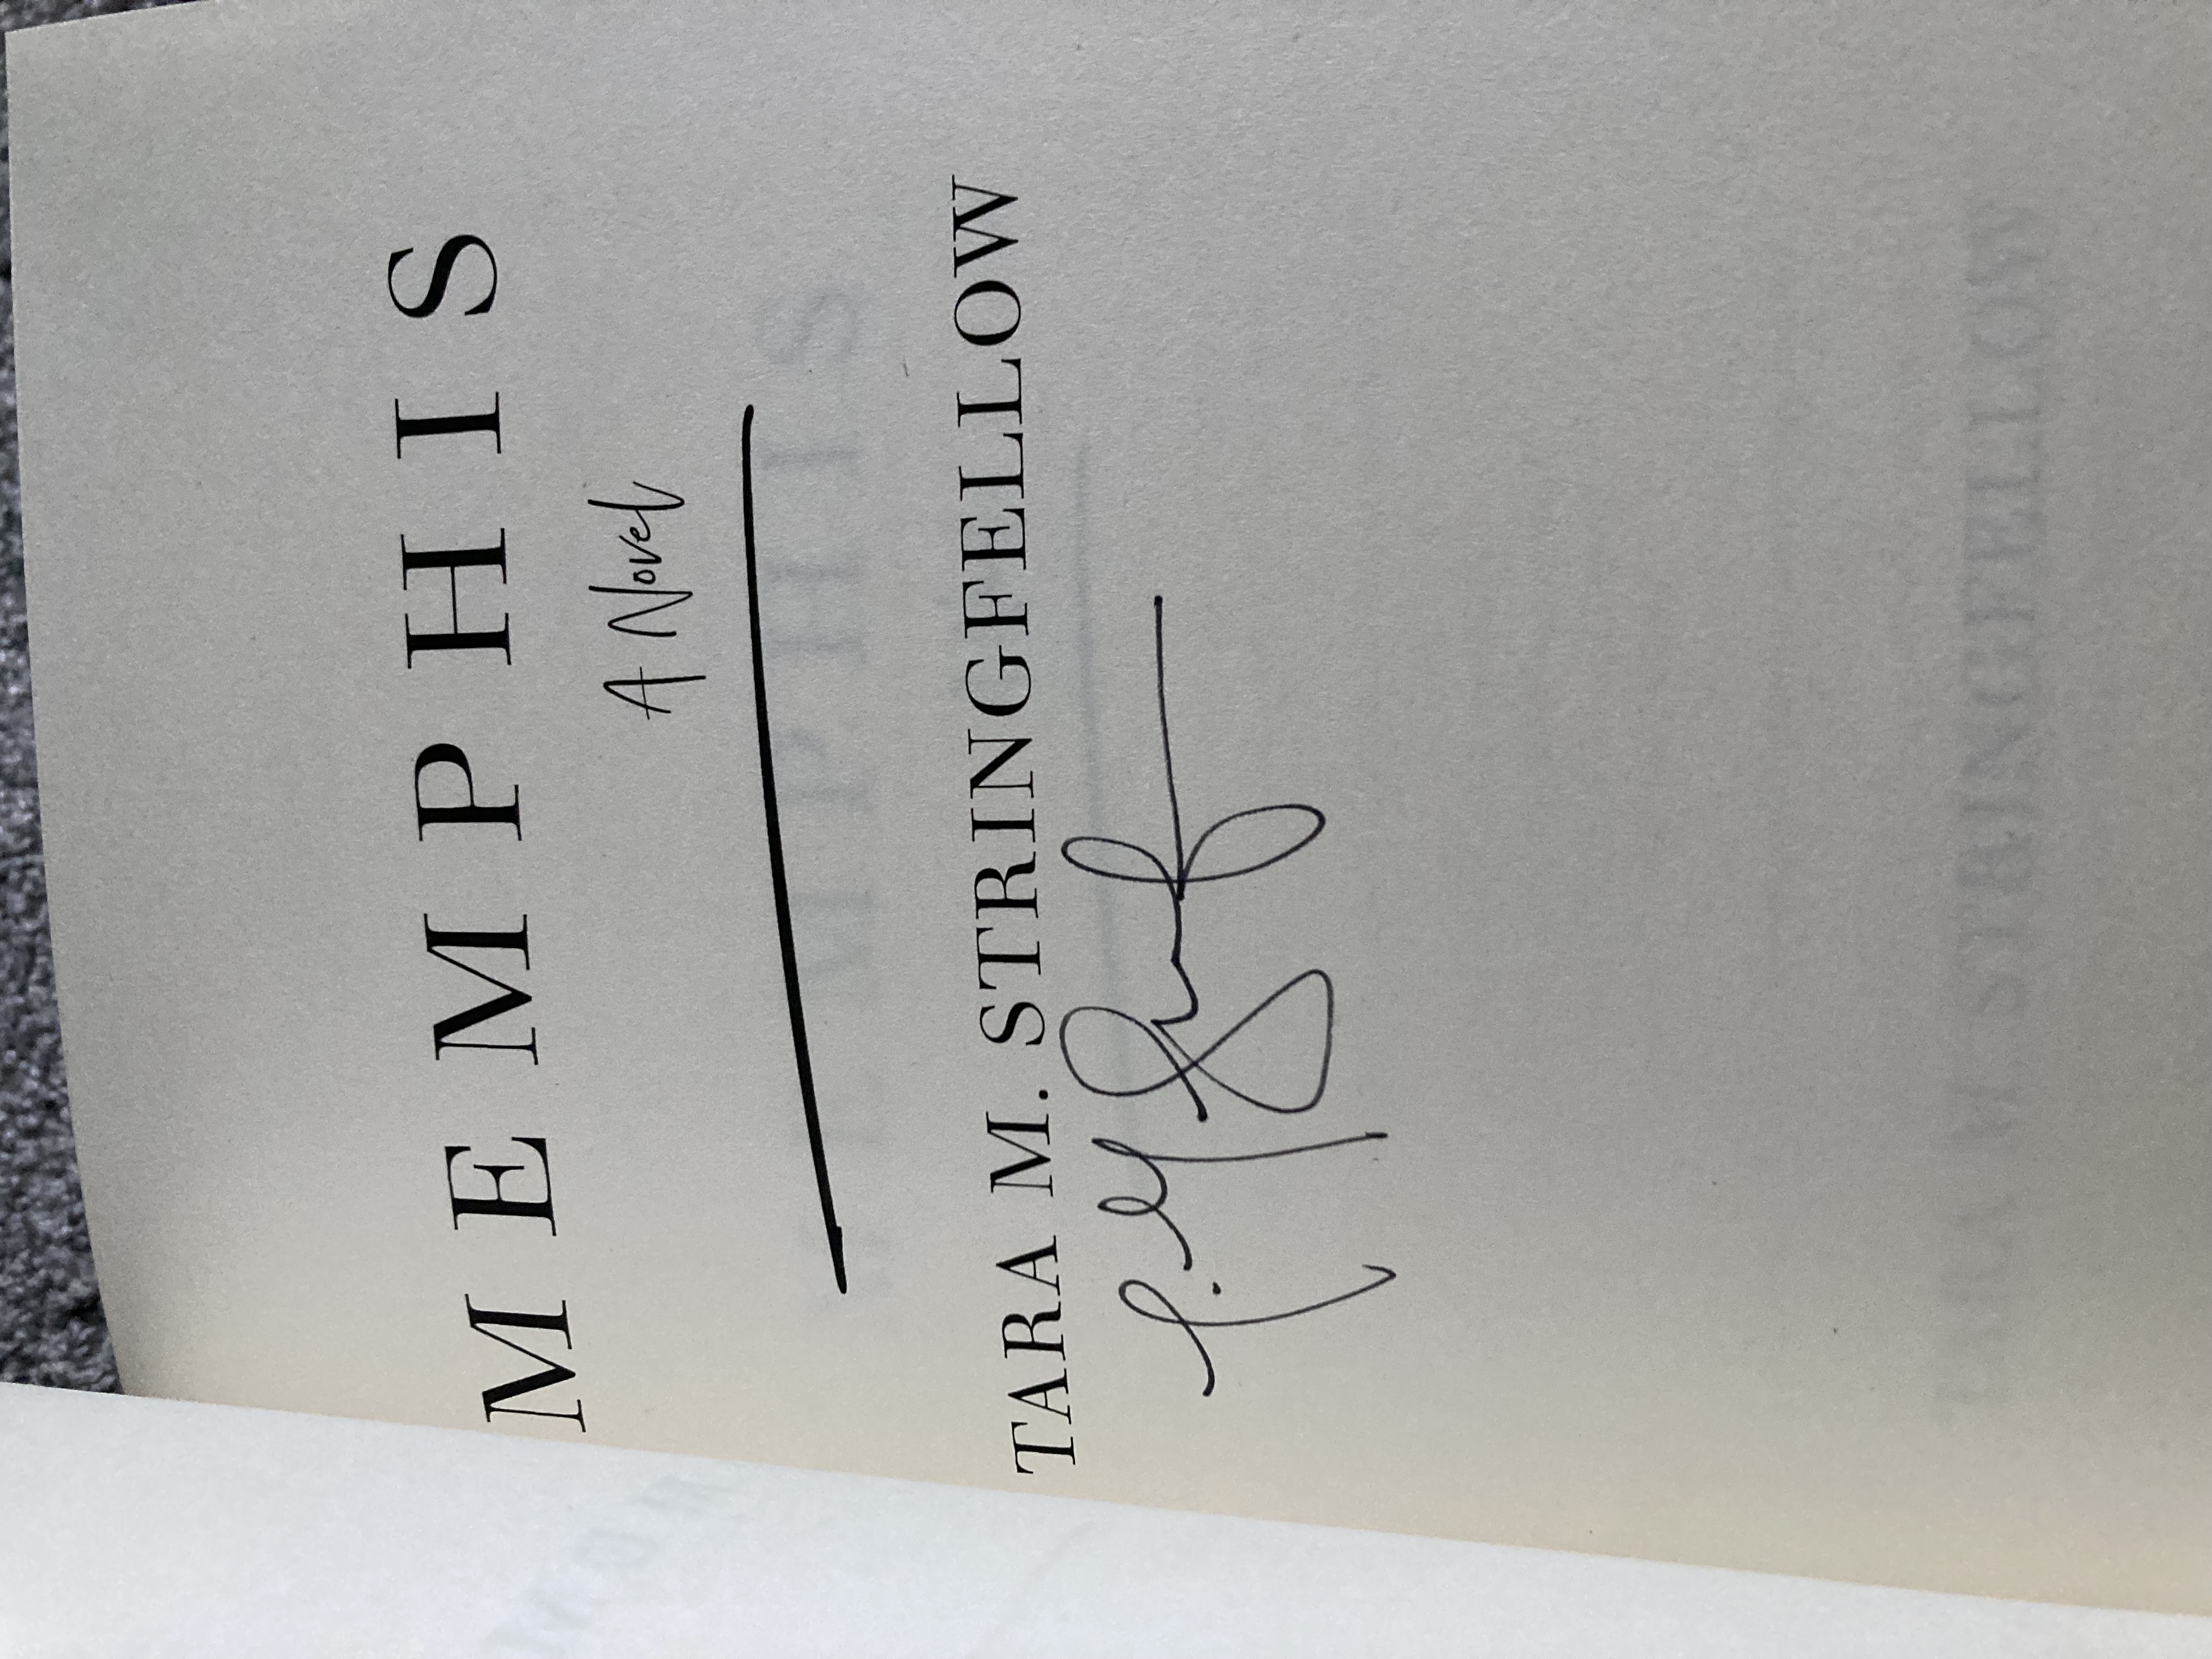 MEMPHIS
A Novel
TARA M. STRINGFELLOW